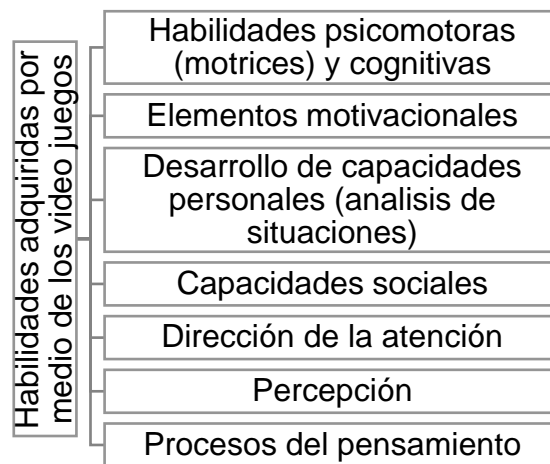 Habilidades adquiridas por
medio de los video juegos
Habilidades psicomotoras
(motrices) y cognitivas
Elementos motivacionales
Desarrollo de capacidades
personales (analisis de
situaciones)
Capacidades sociales
Dirección de la atención
Percepción
Procesos del pensamiento